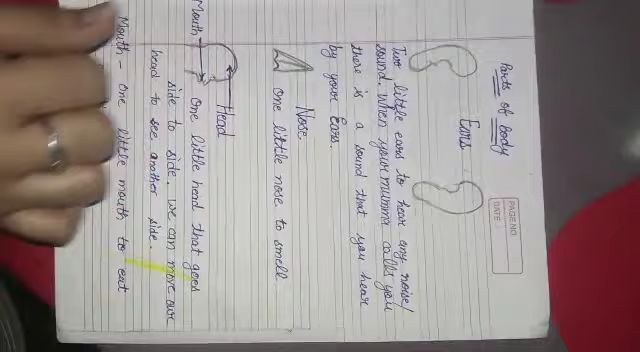 PAGE NO.
DATE:
Parts of Body
Ears
Two little ears to hear any noise/
sound. When your mumma calls you
there is a sound that you hear
by your Ears.
Nose
One little nose to smell.
Head
Mouth
One little head that goes
side to side. We can move our
head to see another side.
Mouth - One little mouth to eat